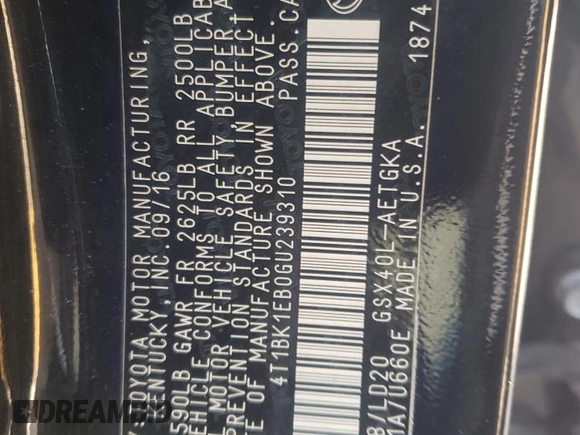 TOYOTA MOTOR MANUFACTURING,
KENTUCKY, INC 09/16
590LB GAWR FR 2625LB RR 2500LB
VEHICLE CONFORMS TO ALL APPLICAB
L MOTOR VEHICLE SAFETY, BUMPER, A
PREVENTION STANDARDS IN EFFECT
E OF MANUFACTURE SHOWN ABOVE.
4T1BK1EB0GU239310 PASS.CA
B/LD20 GSX40L-AETGKA
1A/U660E MADE IN U.S.A. 1874
DREAMBID